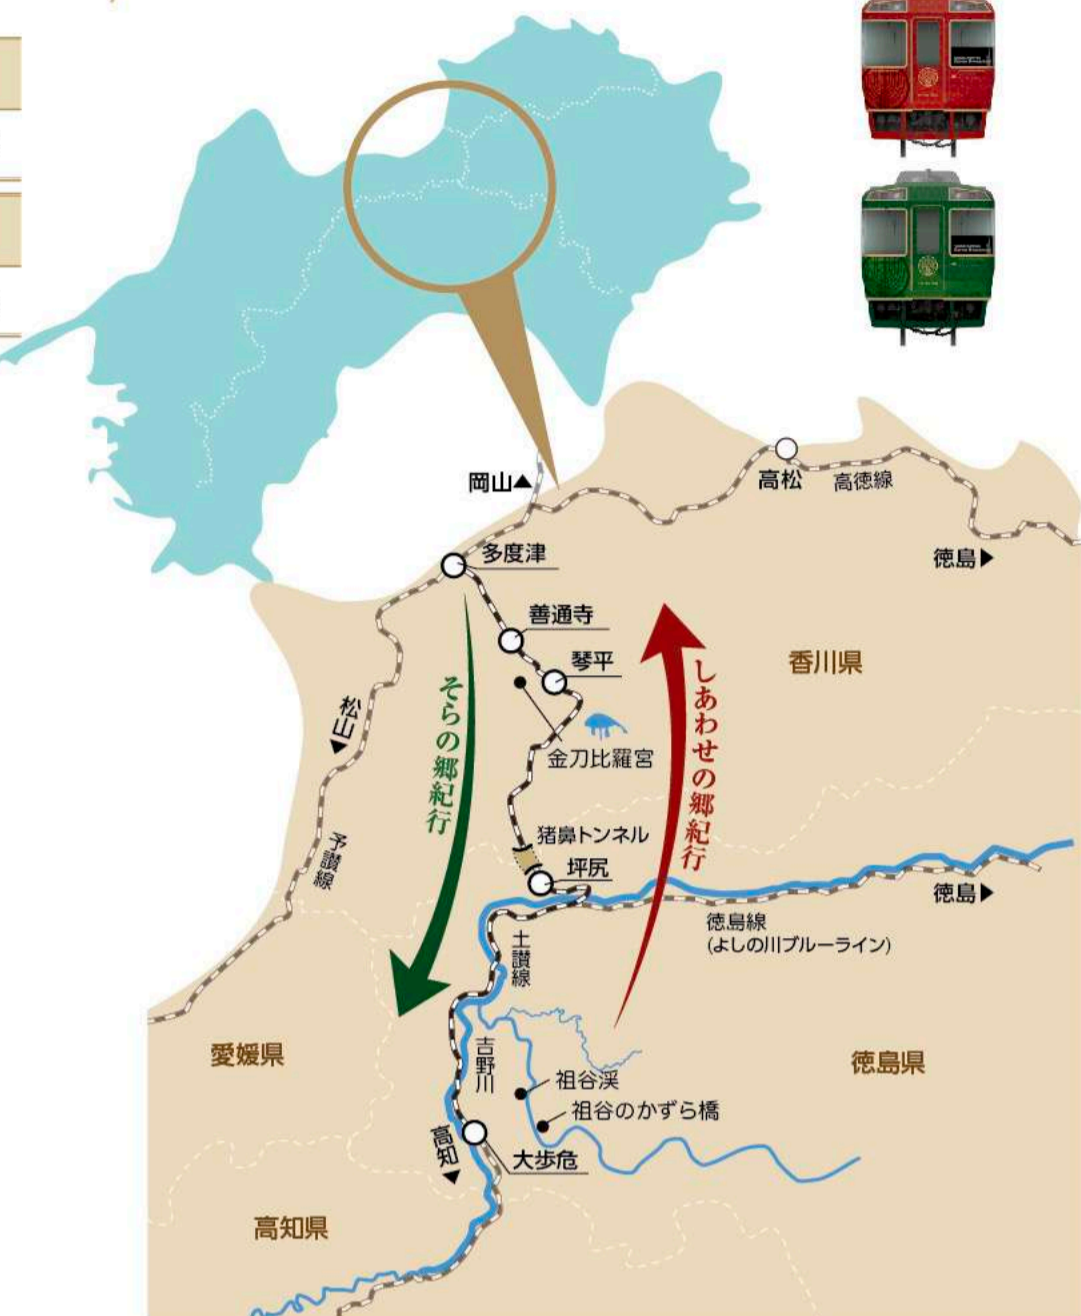 岡山▲
高松
高徳線
徳島▶
多度津
善通寺
琴平
香川県
そらの郷紀行
しあわせの郷紀行
松山▼
金刀比羅宮
予讃線
猪鼻トンネル
坪尻
徳島▶
徳島線
(よしの川ブルーライン)
土讃線
愛媛県
吉野川
徳島県
祖谷渓
祖谷のかずら橋
高知▼
大歩危
高知県